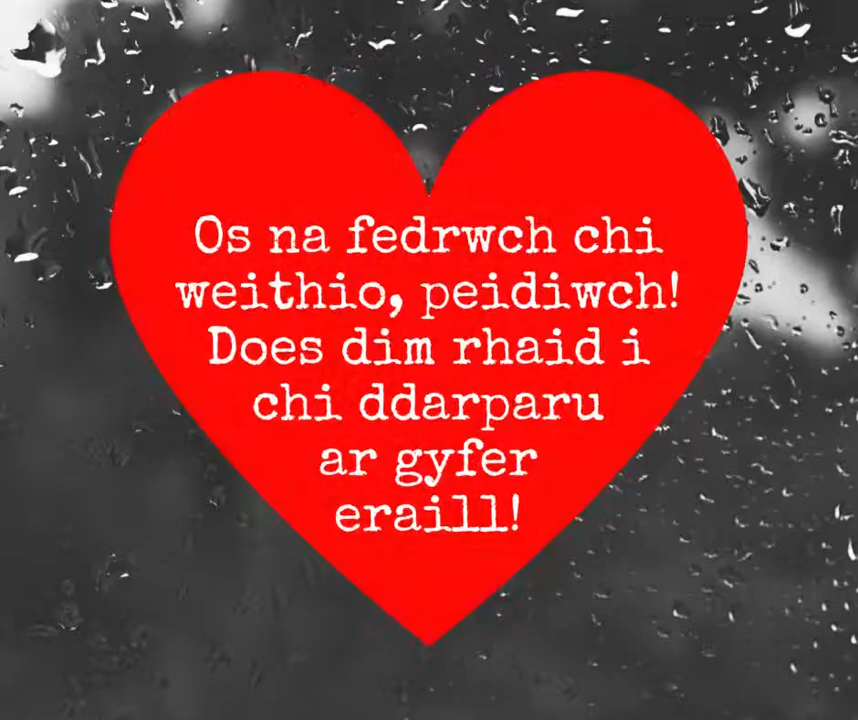 Os na fedrwch chi
weithio, peidiwch!
Does dim rhaid i
chi ddarparu
ar gyfer
eraill!